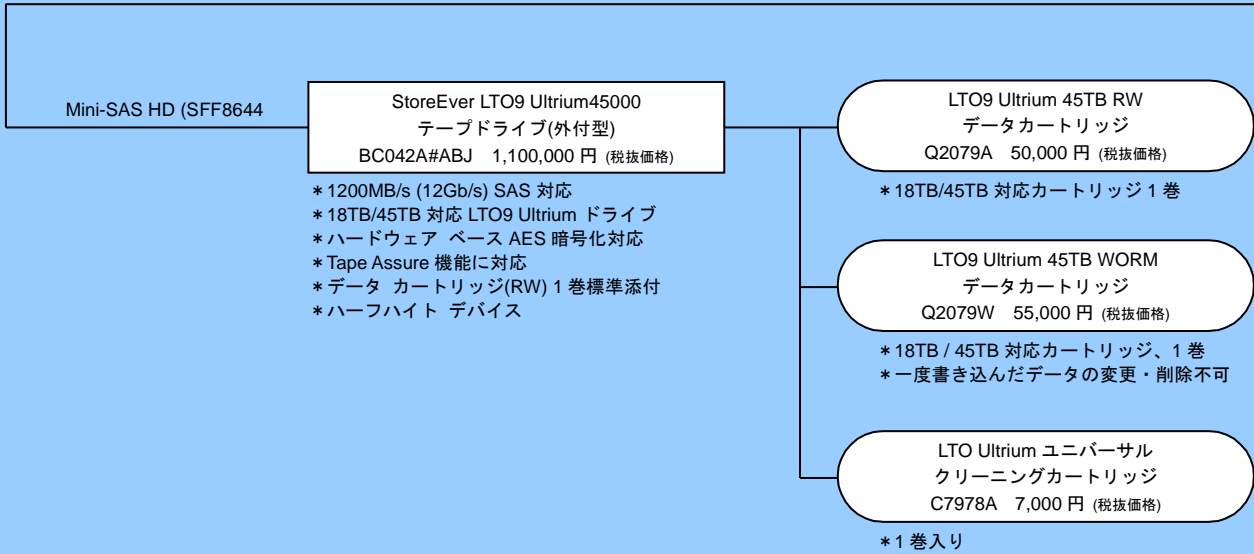 Mini-SAS HD (SFF8644
StoreEver LTO9 Ultrium45000
テープドライブ(外付型)
BC042A#ABJ 1,100,000 円 (税抜価格)
＊1200MB/s (12Gb/s) SAS 対応
＊18TB/45TB 対応 LTO9 Ultrium ドライブ
＊ハードウェア ベース AES 暗号化対応
＊Tape Assure 機能に対応
＊データ カートリッジ(RW) 1 巻標準添付
＊ハーフハイト デバイス
LTO9 Ultrium 45TB RW
データカートリッジ
Q2079A 50,000 円 (税抜価格)
＊18TB/45TB 対応カートリッジ 1 巻
LTO9 Ultrium 45TB WORM
データカートリッジ
Q2079W 55,000 円 (税抜価格)
＊18TB / 45TB 対応カートリッジ、1 巻
＊一度書き込んだデータの変更・削除不可
LTO Ultrium ユニバーサル
クリーニングカートリッジ
C7978A 7,000 円 (税抜価格)
＊1 巻入り